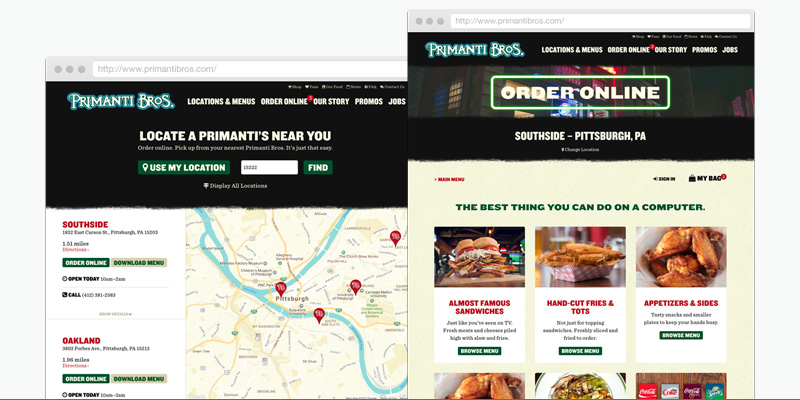 http://www.primantibros.com/
Shop Fans Our Food News FAQ Contact Us
PRIMANTI BROS.
LOCATIONS & MENUS ORDER ONLINE OUR STORY PROMOS JOBS
LOCATE A PRIMANTI'S NEAR YOU
Order online. Pick up from your nearest Primanti Bros. It's just that easy.
USE MY LOCATION 15222 FIND
Display All Locations
SOUTHSIDE
1832 East Carson St., Pittsburgh, PA 15203
1.51 miles
Directions
ORDER ONLINE DOWNLOAD MENU
OPEN TODAY 10am–2am
CALL (412) 381-2583
SHOW DETAILS
OAKLAND
3803 Forbes Ave., Pittsburgh, PA 15213
1.96 miles
Directions
ORDER ONLINE DOWNLOAD MENU
OPEN TODAY 10am–3am
Pittsburgh
http://www.primantibros.com/
Shop Fans Our Food News FAQ Contact Us
PRIMANTI BROS.
LOCATIONS & MENUS ORDER ONLINE OUR STORY PROMOS JOBS
ORDER ONLINE
SOUTHSIDE – PITTSBURGH, PA
Change Location
> MAIN MENU SIGN IN MY BAG
THE BEST THING YOU CAN DO ON A COMPUTER.
ALMOST FAMOUS
SANDWICHES
Just like you've seen on TV.
Fresh meats and cheeses piled
high with slaw and fries.
BROWSE MENU
HAND-CUT FRIES &
TOTS
Not just for topping
sandwiches. Freshly sliced and
fried to order.
BROWSE MENU
APPETIZERS & SIDES
Tasty snacks and smaller
plates to keep your hands busy.
BROWSE MENU
Coca-Cola
Sprite